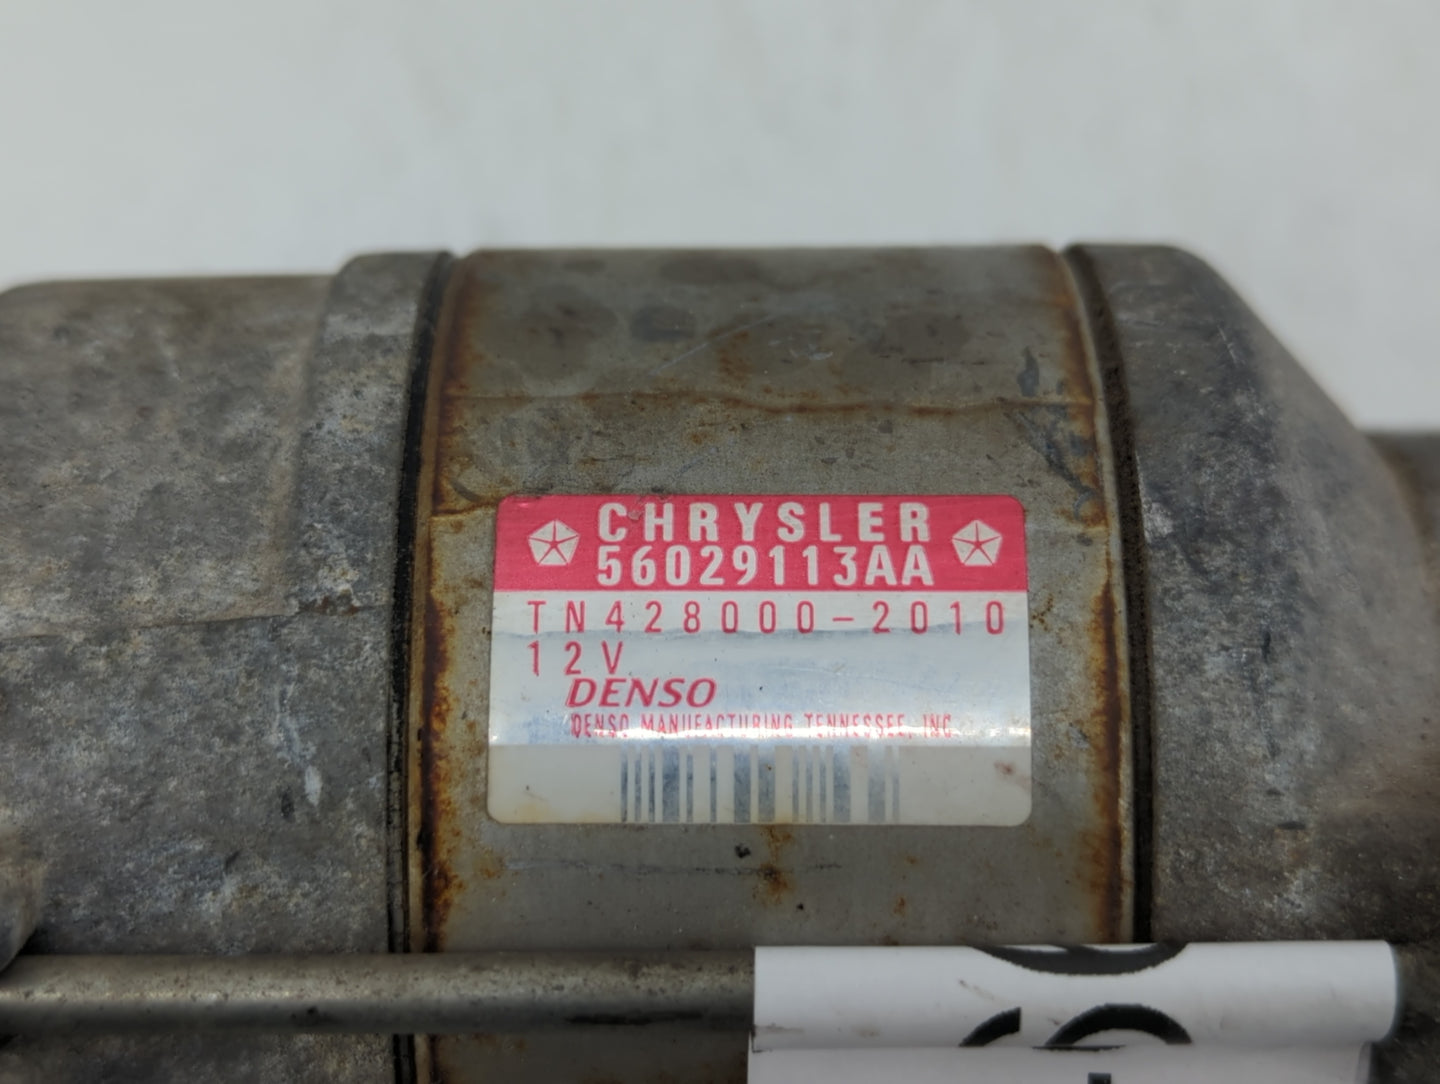 CHRYSLER
56029113AA
TN428000-2010
12V
DENSO
DENSO MANUFACTURING TENNESSEE, INC.